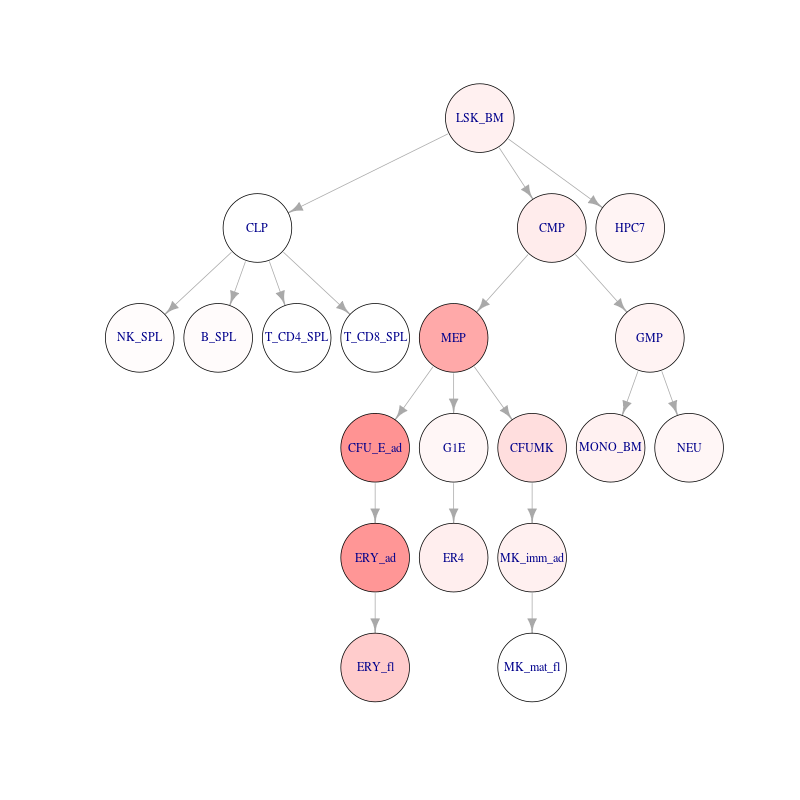 LSK_BM
CLP
CMP
HPC7
NK_SPL
B_SPL
T_CD4_SPL
T_CD8_SPL
MEP
GMP
CFU_E_ad
G1E
CFUMK
MONO_BM
NEU
ERY_ad
ER4
MK_imm_ad
ERY_fl
MK_mat_fl